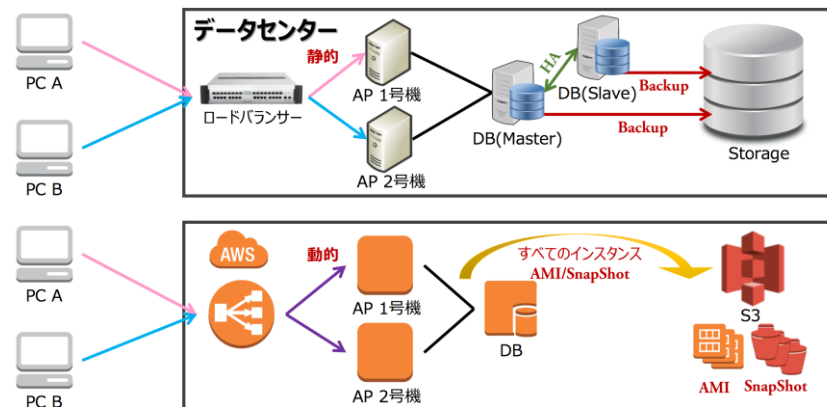 データセンター
PC A
静的
ロードバランサー
AP 1号機
HA
DB(Slave)
Backup
DB(Master)
Backup
Storage
PC B
AP 2号機
PC A
AWS
動的
AP 1号機
すべてのインスタンス
AMI/SnapShot
S3
DB
PC B
AP 2号機
AMI
SnapShot